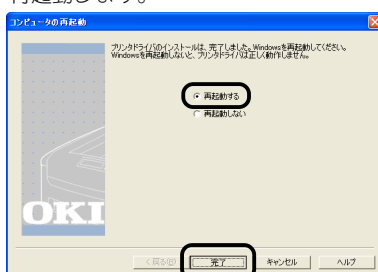 再起動します。
コンピュータの再起動
プリンタドライバのインストールは、完了しました。Windowsを再起動してください。
Windowsを再起動しないと、プリンタドライバは正しく動作しません。
再起動する
再起動しない
OKI
< 戻る(B)
完了
キャンセル
ヘルプ